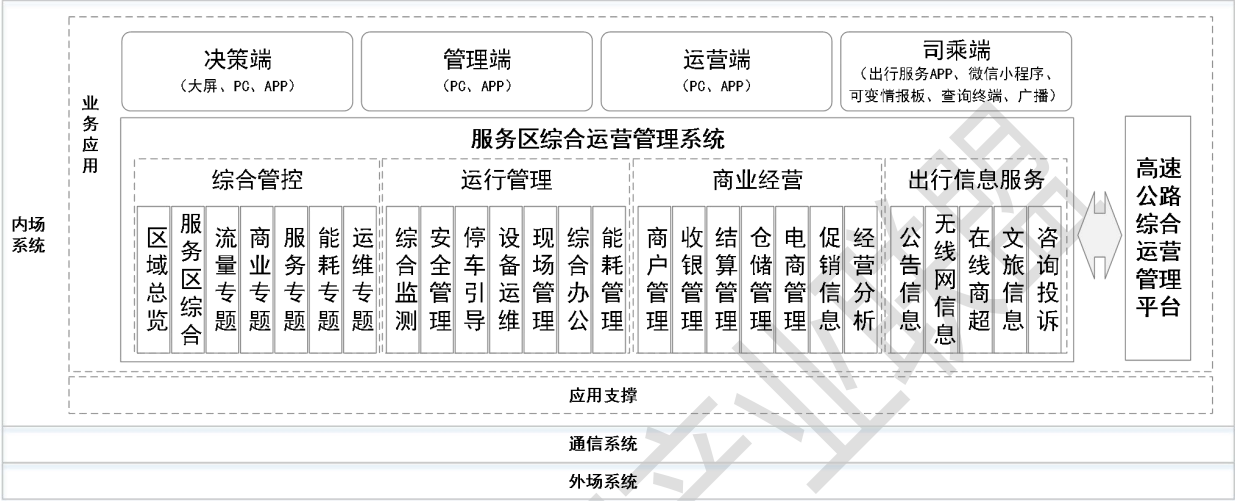 决策端
（大屏、PC、APP）
管理端
（PC、APP）
运营端
（PC、APP）
司乘端
（出行服务APP、微信小程序、
可变情报板、查询终端、广播）
业务应用
服务区综合运营管理系统
综合管控
区域总览
服务区综合
流量专题
商业专题
服务专题
能耗专题
运维专题
运行管理
综合监测
安全管理
停车引导
设备运维
现场管理
综合办公
能耗管理
商业经营
商户管理
收银管理
结算管理
仓储管理
电商管理
促销信息
经营分析
出行信息服务
公告信息
无线网信息
在线商超
文旅信息
咨询投诉
高速
公路
综合
运营
管理
平台
内场
系统
应用支撑
通信系统
外场系统
产业联盟